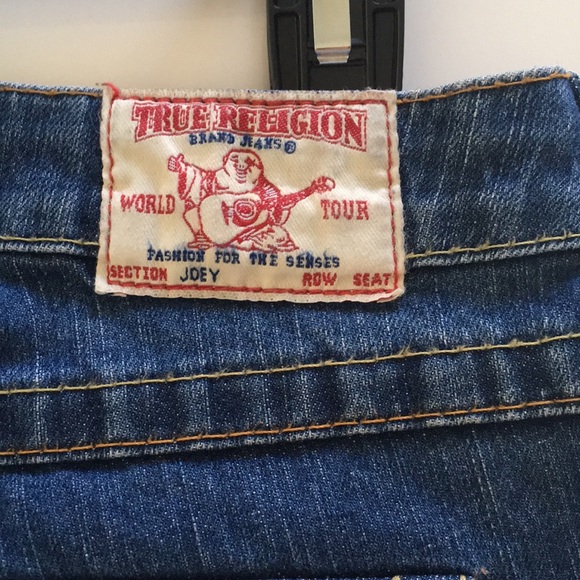 TRUE RELIGION
BRAND JEANS®
WORLD TOUR
FASHION FOR THE SENSES
SECTION JOEY ROW SEAT